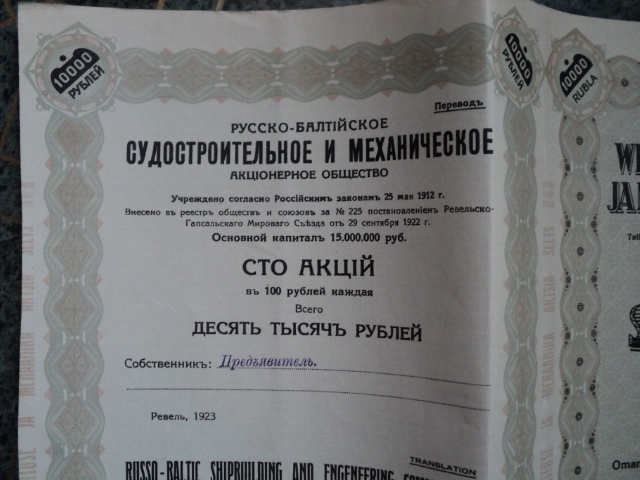 10000
РУБЛЕЙ
10000
РУБЛЕЙ
10000
RUBLA
Переводъ
РУССКО-БАЛТІЙСКОЕ
СУДОСТРОИТЕЛЬНОЕ И МЕХАНИЧЕСКОЕ
АКЦІОНЕРНОЕ ОБЩЕСТВО
Учреждено согласно Россійскимъ законамъ 25 мая 1912 г.
Внесено въ реестръ обществъ и союзовъ за № 225 постановленіемъ Ревельско-
Гапсальскаго Мироваго Съѣзда отъ 29 сентября 1922 г.
Основной капиталъ 15.000.000 руб.
СТО АКЦІЙ
въ 100 рублей каждая
Всего
ДЕСЯТЬ ТЫСЯЧЪ РУБЛЕЙ
Собственникъ: Предъявитель.
Ревель, 1923
TRANSLATION
RUSSO-BALTIC SHIPBUILDING AND ENGENEERING